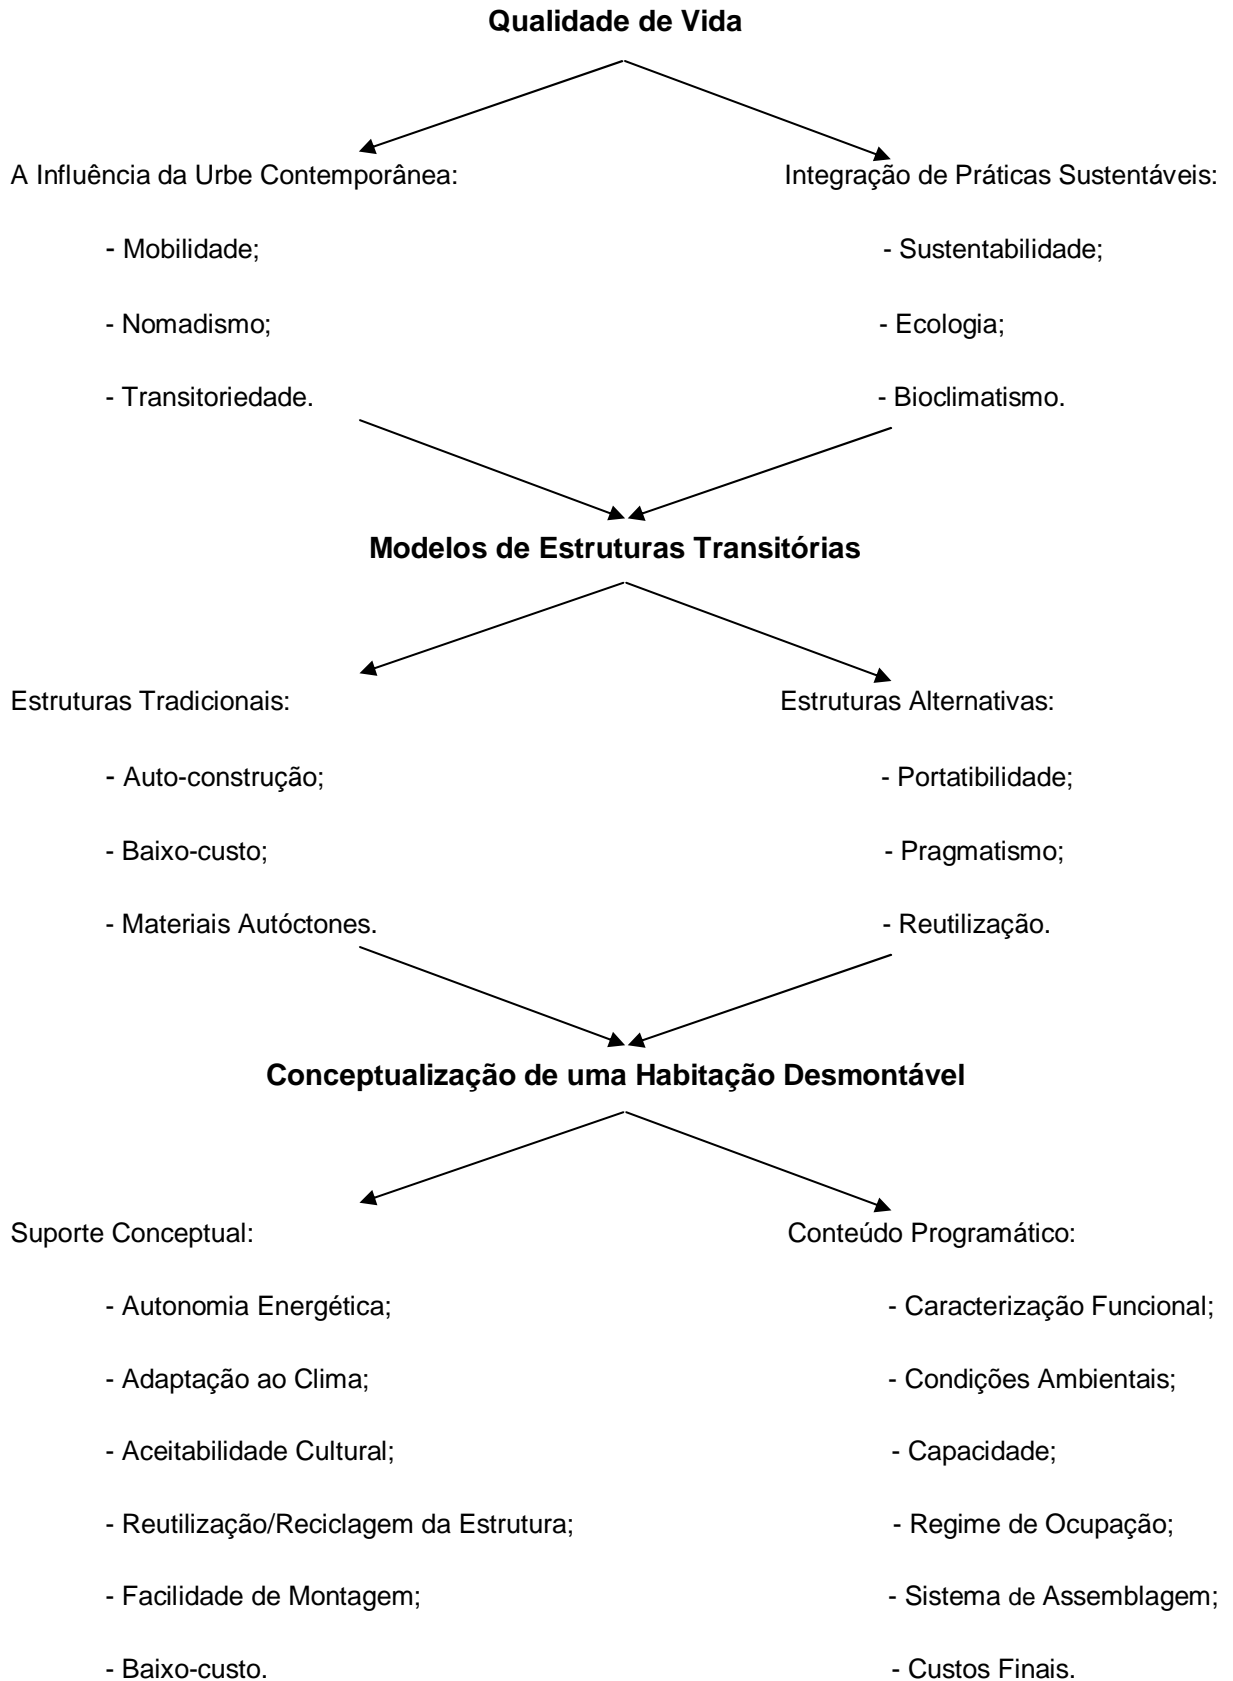 Qualidade de Vida
A Influência da Urbe Contemporânea:
- Mobilidade;
- Nomadismo;
- Transitoriedade.
Integração de Práticas Sustentáveis:
- Sustentabilidade;
- Ecologia;
- Bioclimatismo.
Modelos de Estruturas Transitórias
Estruturas Tradicionais:
- Auto-construção;
- Baixo-custo;
- Materiais Autóctones.
Estruturas Alternativas:
- Portatibilidade;
- Pragmatismo;
- Reutilização.
Conceptualização de uma Habitação Desmontável
Suporte Conceptual:
- Autonomia Energética;
- Adaptação ao Clima;
- Aceitabilidade Cultural;
- Reutilização/Reciclagem da Estrutura;
- Facilidade de Montagem;
- Baixo-custo.
Conteúdo Programático:
- Caracterização Funcional;
- Condições Ambientais;
- Capacidade;
- Regime de Ocupação;
- Sistema de Assemblagem;
- Custos Finais.